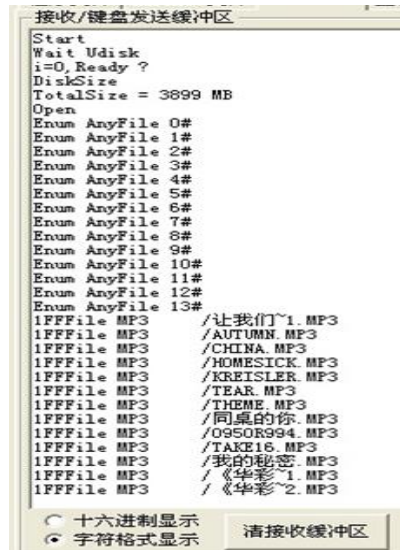 接收/键盘发送缓冲区
Start
Wait Udisk
i=0,Ready ?
DiskSize
TotalSize = 3899 MB
Open
Enum AnyFile 0#
Enum AnyFile 1#
Enum AnyFile 2#
Enum AnyFile 3#
Enum AnyFile 4#
Enum AnyFile 5#
Enum AnyFile 6#
Enum AnyFile 7#
Enum AnyFile 8#
Enum AnyFile 9#
Enum AnyFile 10#
Enum AnyFile 11#
Enum AnyFile 12#
Enum AnyFile 13#
1FFFile MP3 /让我们~1.MP3
1FFFile MP3 /AUTUMN.MP3
1FFFile MP3 /CHINA.MP3
1FFFile MP3 /HOMESICK.MP3
1FFFile MP3 /KREISLER.MP3
1FFFile MP3 /TEAR.MP3
1FFFile MP3 /THEME.MP3
1FFFile MP3 /同桌的你.MP3
1FFFile MP3 /0950R994.MP3
1FFFile MP3 /TAKE16.MP3
1FFFile MP3 /我的秘密.MP3
1FFFile MP3 /《华彩~1.MP3
1FFFile MP3 /《华彩~2.MP3
十六进制显示
字符格式显示
清接收缓冲区